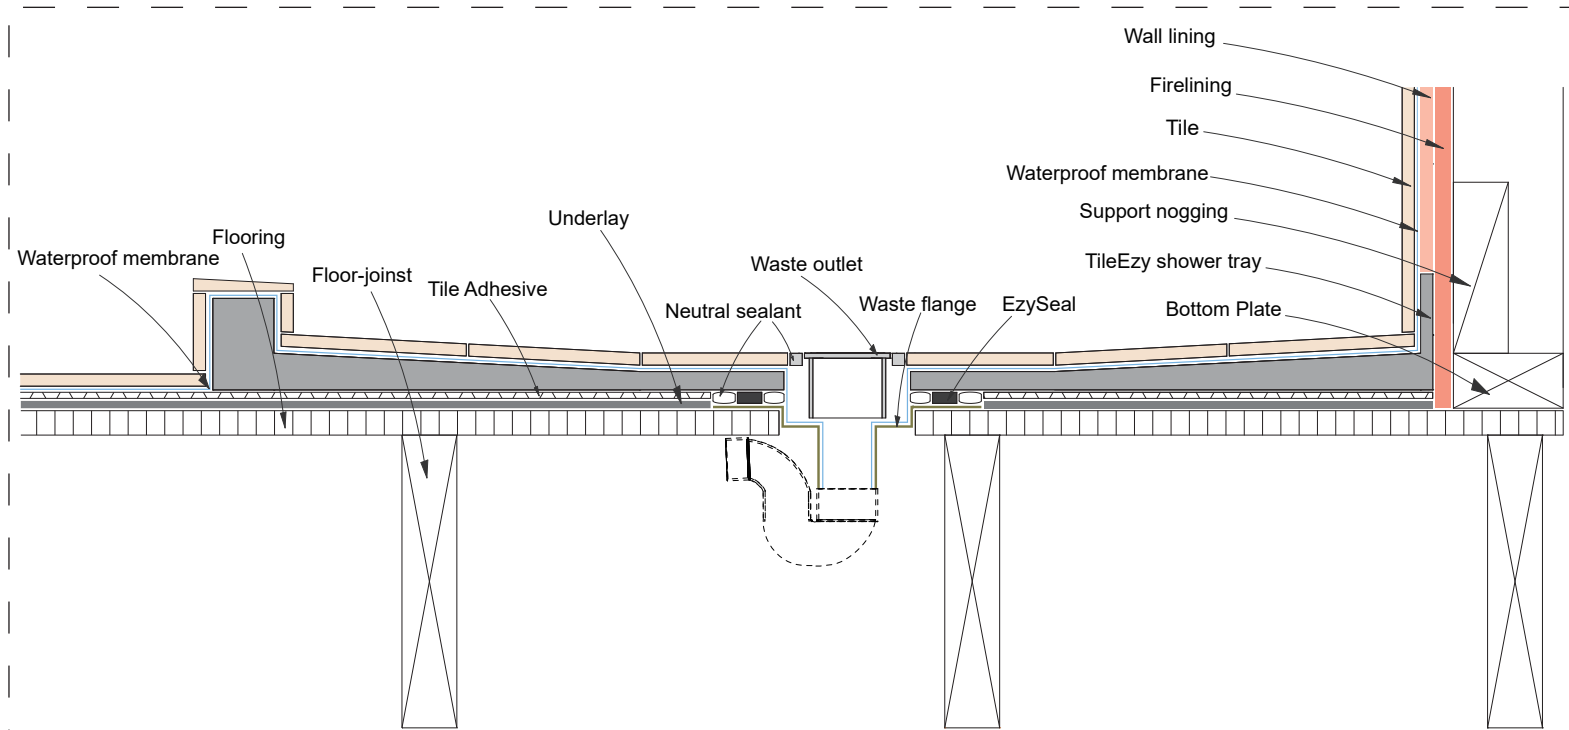 Wall lining
Firelining
Tile
Waterproof membrane
Support nogging
TileEzy shower tray
Bottom Plate
Underlay
Flooring
Waterproof membrane
Floor-joinst
Tile Adhesive
Waste outlet
Neutral sealant
Waste flange
EzySeal